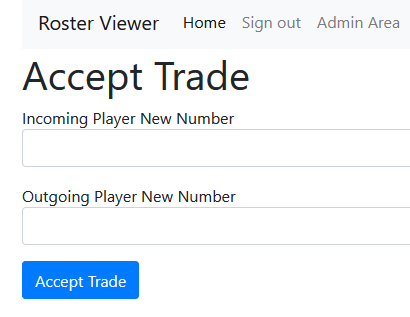 Roster Viewer Home Sign out Admin Area
Accept Trade
Incoming Player New Number
Outgoing Player New Number
Accept Trade